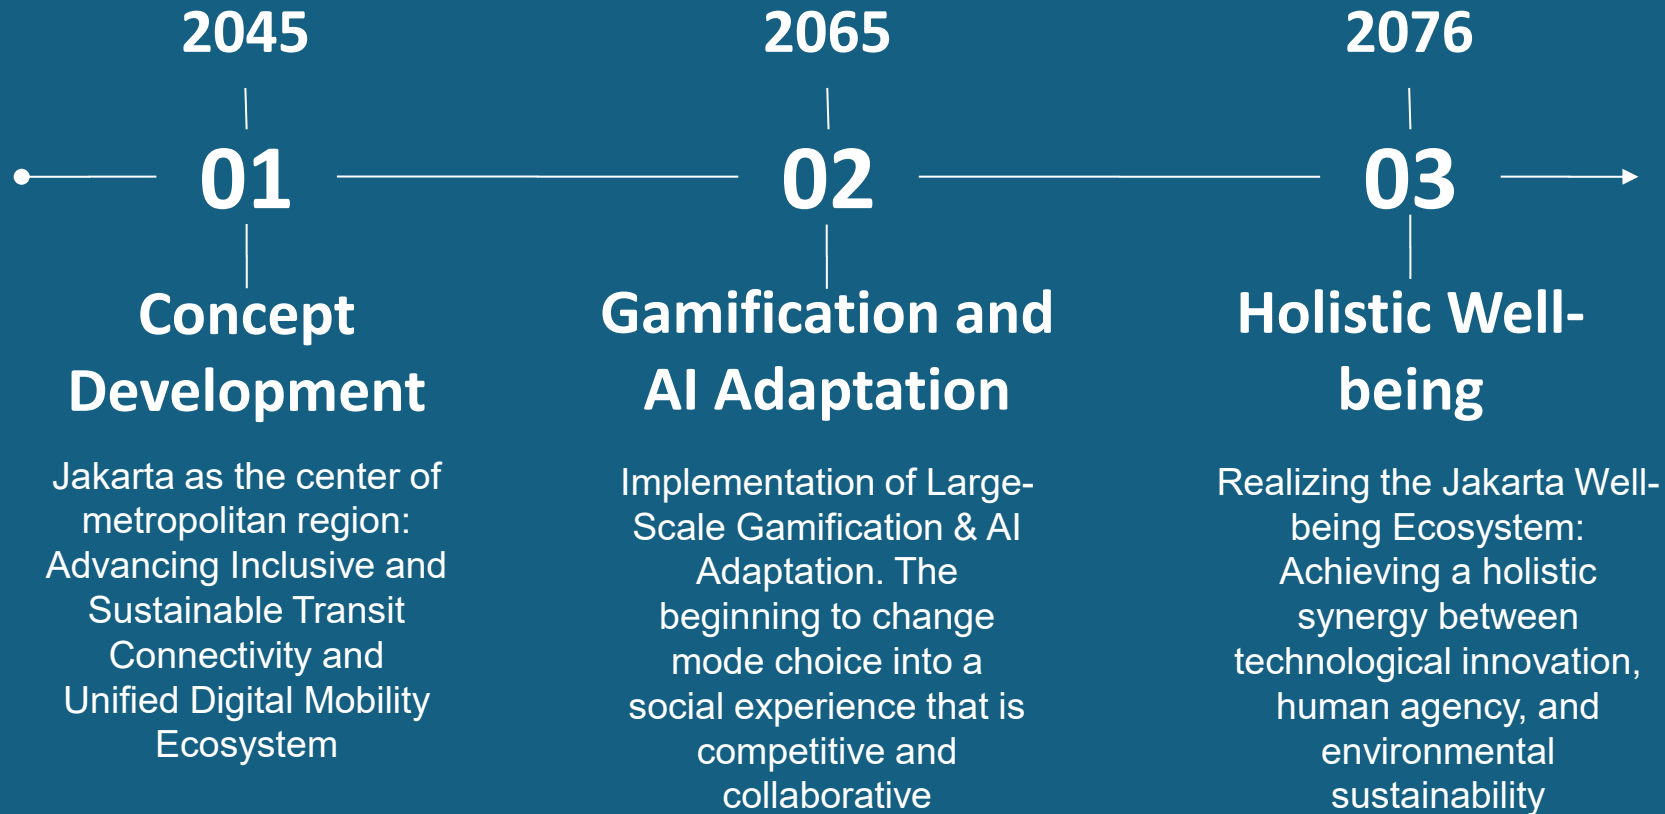 2045
01
Concept
Development
Jakarta as the center of
metropolitan region:
Advancing Inclusive and
Sustainable Transit
Connectivity and
Unified Digital Mobility
Ecosystem
2065
02
Gamification and
AI Adaptation
Implementation of Large-
Scale Gamification & AI
Adaptation. The
beginning to change
mode choice into a
social experience that is
competitive and
collaborative
2076
03
Holistic Well-
being
Realizing the Jakarta Well-
being Ecosystem:
Achieving a holistic
synergy between
technological innovation,
human agency, and
environmental
sustainability